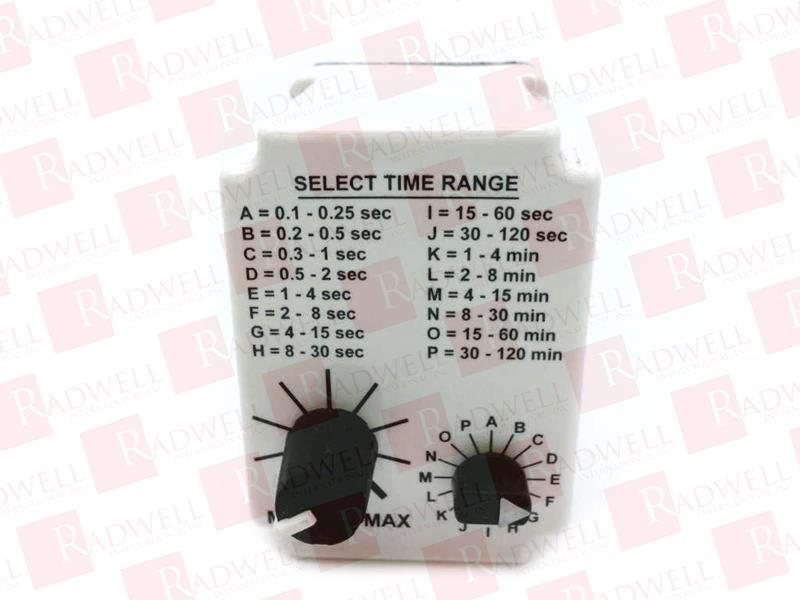 SELECT TIME RANGE
A = 0.1 - 0.25 sec
B = 0.2 - 0.5 sec
C = 0.3 - 1 sec
D = 0.5 - 2 sec
E = 1 - 4 sec
F = 2 - 8 sec
G = 4 - 15 sec
H = 8 - 30 sec
I = 15 - 60 sec
J = 30 - 120 sec
K = 1 - 4 min
L = 2 - 8 min
M = 4 - 15 min
N = 8 - 30 min
O = 15 - 60 min
P = 30 - 120 min
MAX
A
B
C
D
E
F
G
H
I
J
K
L
M
N
O
P
RADWELL
INTERNATIONAL, INC.